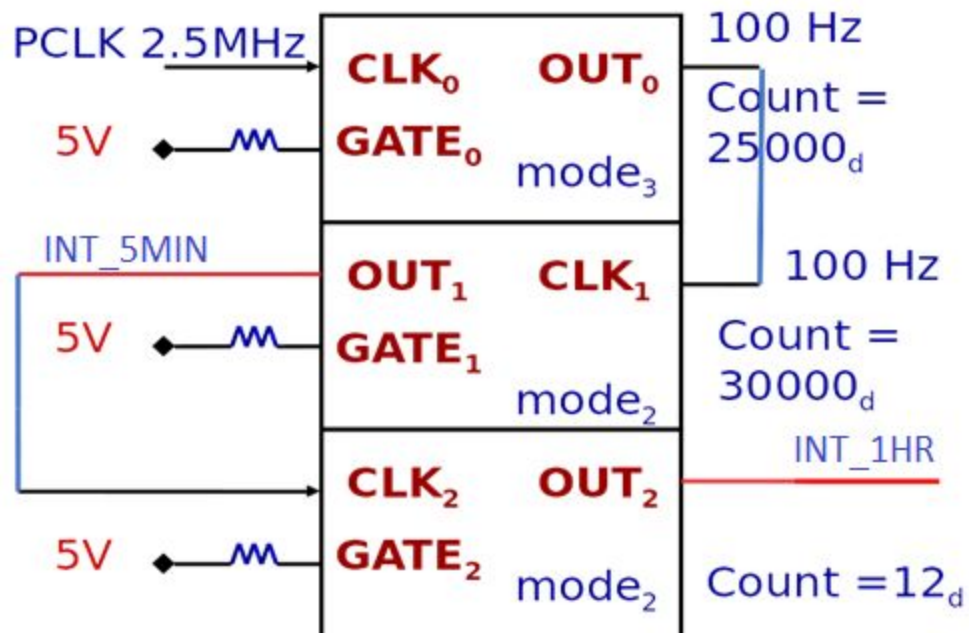 PCLK 2.5MHz
CLK₀ OUT₀
100 Hz
Count =
25000d
5V
GATE₀
mode₃
INT_5MIN
OUT₁ CLK₁
100 Hz
5V
GATE₁
mode₂
Count =
30000d
INT_1HR
CLK₂ OUT₂
5V
GATE₂
mode₂
Count =12d